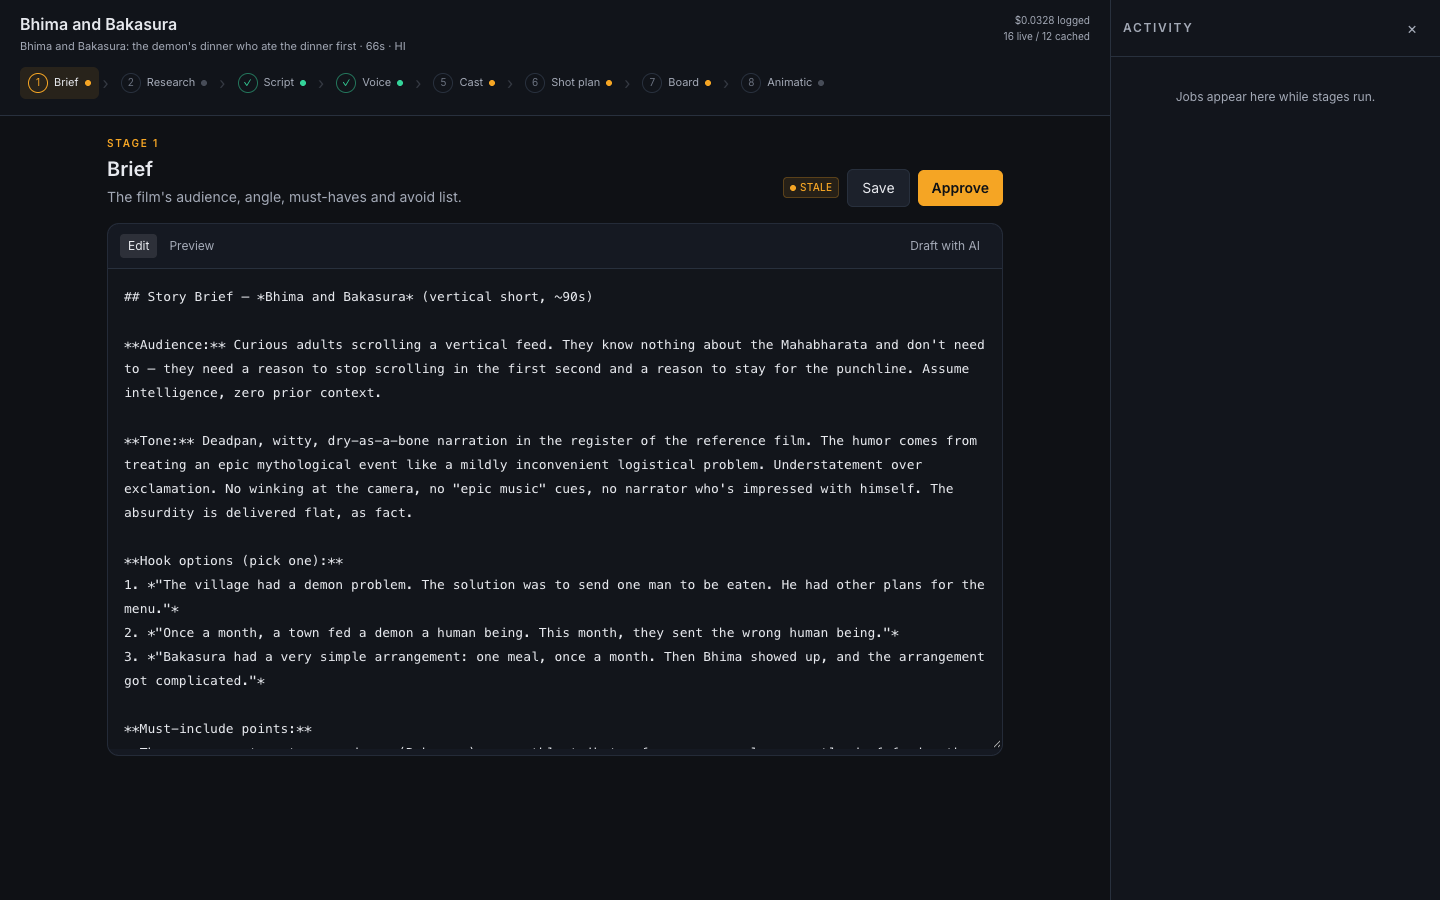 Bhima and Bakasura
Bhima and Bakasura: the demon's dinner who ate the dinner first · 66s · HI
$0.0328 logged
16 live / 12 cached
1 Brief
2 Research
Script
Voice
5 Cast
6 Shot plan
7 Board
8 Animatic
ACTIVITY
×
Jobs appear here while stages run.
STAGE 1
Brief
The film's audience, angle, must-haves and avoid list.
STALE
Save
Approve
Edit
Preview
Draft with AI
## Story Brief — *Bhima and Bakasura* (vertical short, ~90s)
**Audience:** Curious adults scrolling a vertical feed. They know nothing about the Mahabharata and don't need
to — they need a reason to stop scrolling in the first second and a reason to stay for the punchline. Assume
intelligence, zero prior context.
**Tone:** Deadpan, witty, dry-as-a-bone narration in the register of the reference film. The humor comes from
treating an epic mythological event like a mildly inconvenient logistical problem. Understatement over
exclamation. No winking at the camera, no "epic music" cues, no narrator who's impressed with himself. The
absurdity is delivered flat, as fact.
**Hook options (pick one):**
1. *"The village had a demon problem. The solution was to send one man to be eaten. He had other plans for the
menu."*
2. *"Once a month, a town fed a demon a human being. This month, they sent the wrong human being."*
3. *"Bakasura had a very simple arrangement: one meal, once a month. Then Bhima showed up, and the arrangement
got complicated."*
**Must-include points:**